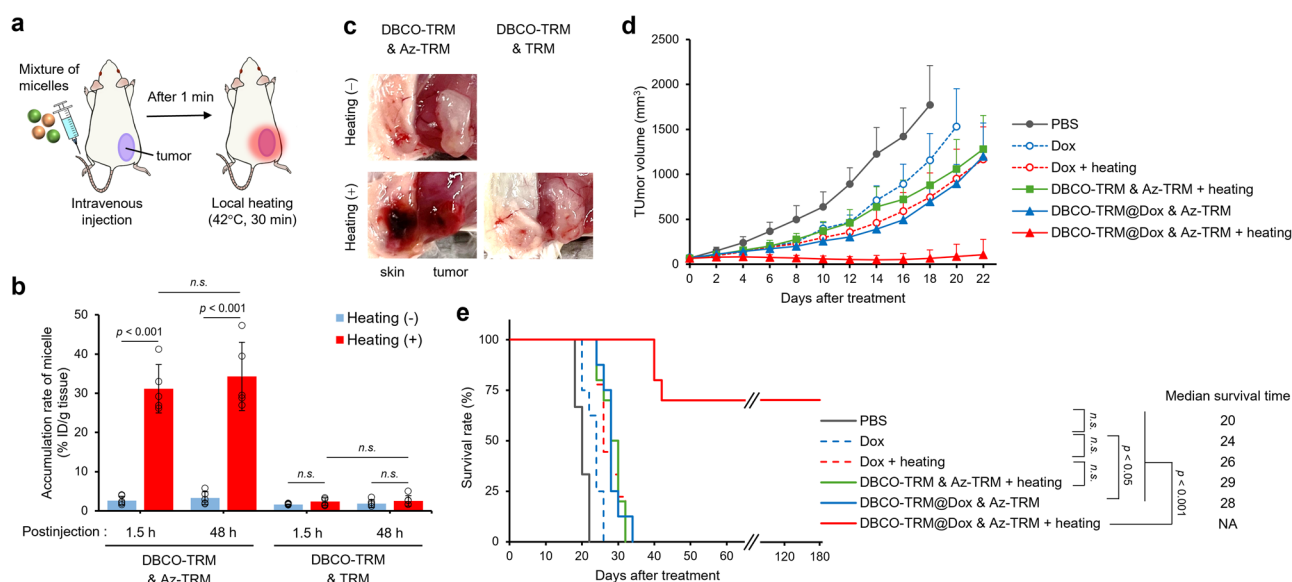 a
Mixture of
micelles
After 1 min
tumor
Intravenous
injection
Local heating
(42°C, 30 min)
b
Accumulation rate of micelle
(% ID/g tissue)
50
40
30
20
10
0
n.s.
p < 0.001
p < 0.001
Heating (-)
Heating (+)
n.s.
n.s.
n.s.
Postinjection :
1.5 h
48 h
1.5 h
48 h
DBCO-TRM
& Az-TRM
DBCO-TRM
& TRM
c
DBCO-TRM
& Az-TRM
DBCO-TRM
& TRM
Heating (−)
Heating (+)
skin
tumor
d
TUmor volume (mm³)
2500
2000
1500
1000
500
0
0 2 4 6 8 10 12 14 16 18 20 22
Days after treatment
PBS
Dox
Dox + heating
DBCO-TRM & Az-TRM + heating
DBCO-TRM@Dox & Az-TRM
DBCO-TRM@Dox & Az-TRM + heating
e
Survival rate (%)
100
75
50
25
0
0 10 20 30 40 50 60 120 180
Days after treatment
Median survival time
PBS 20
Dox 24
Dox + heating 26
DBCO-TRM & Az-TRM + heating 29
DBCO-TRM@Dox & Az-TRM 28
DBCO-TRM@Dox & Az-TRM + heating NA
n.s.
n.s.
n.s.
p < 0.05
p < 0.001